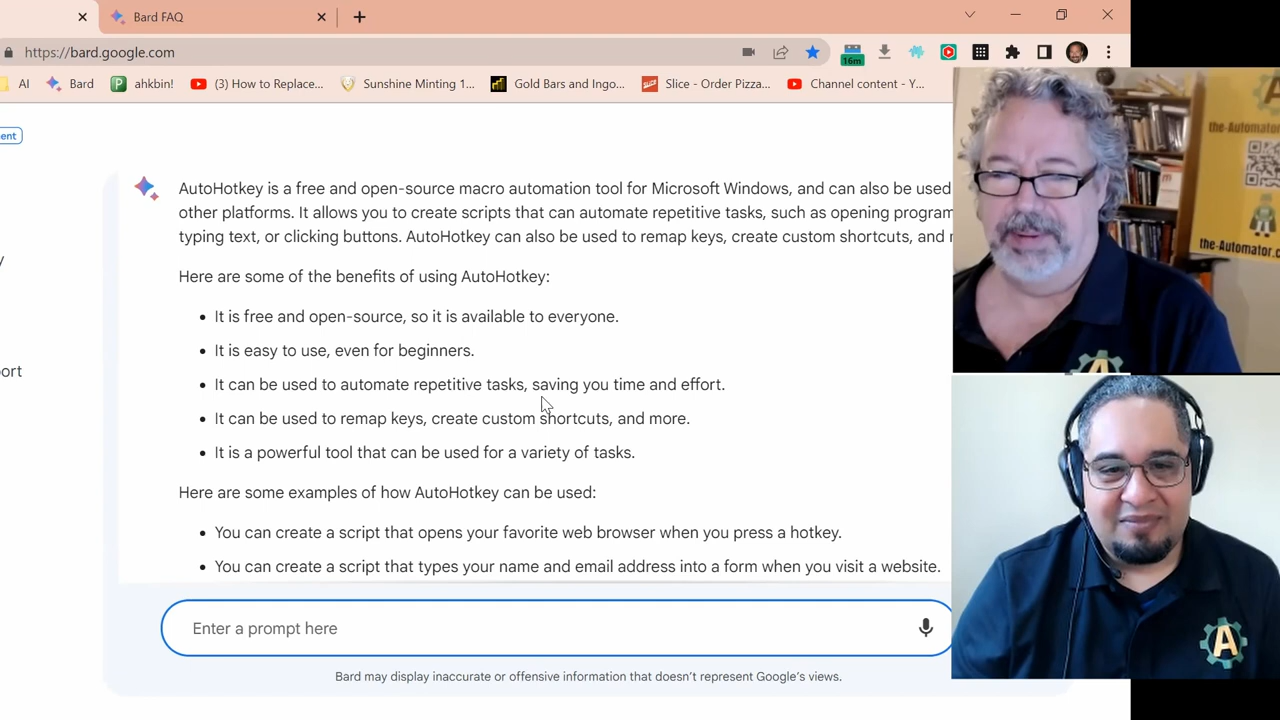 Bard FAQ
https://bard.google.com
16m
AI
Bard
ahkbin!
(3) How to Replace...
Sunshine Minting 1...
Gold Bars and Ingo...
SLICE
Slice - Order Pizza...
Channel content - Y...
ent
AutoHotkey is a free and open-source macro automation tool for Microsoft Windows, and can also be used
other platforms. It allows you to create scripts that can automate repetitive tasks, such as opening program
typing text, or clicking buttons. AutoHotkey can also be used to remap keys, create custom shortcuts, and
Here are some of the benefits of using AutoHotkey:
• It is free and open-source, so it is available to everyone.
• It is easy to use, even for beginners.
• It can be used to automate repetitive tasks, saving you time and effort.
• It can be used to remap keys, create custom shortcuts, and more.
• It is a powerful tool that can be used for a variety of tasks.
Here are some examples of how AutoHotkey can be used:
• You can create a script that opens your favorite web browser when you press a hotkey.
• You can create a script that types your name and email address into a form when you visit a website.
y
ort
Enter a prompt here
Bard may display inaccurate or offensive information that doesn't represent Google's views.
the-Automator
the-Automator.c
A